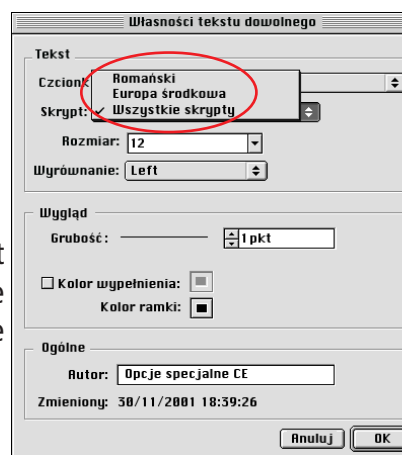 Własności tekstu dowolnego
Tekst
Czcionk
Romański
Europa środkowa
Skrypt: ✓ Wszystkie skrypty
Rozmiar: 12
Wyrównanie: Left
Wygląd
Grubość: 1 pkt
t
Kolor wypełnienia:
e
Kolor ramki:
e
Ogólne
Autor: Opcje specjalne CE
Zmieniony: 30/11/2001 18:39:26
Anuluj OK